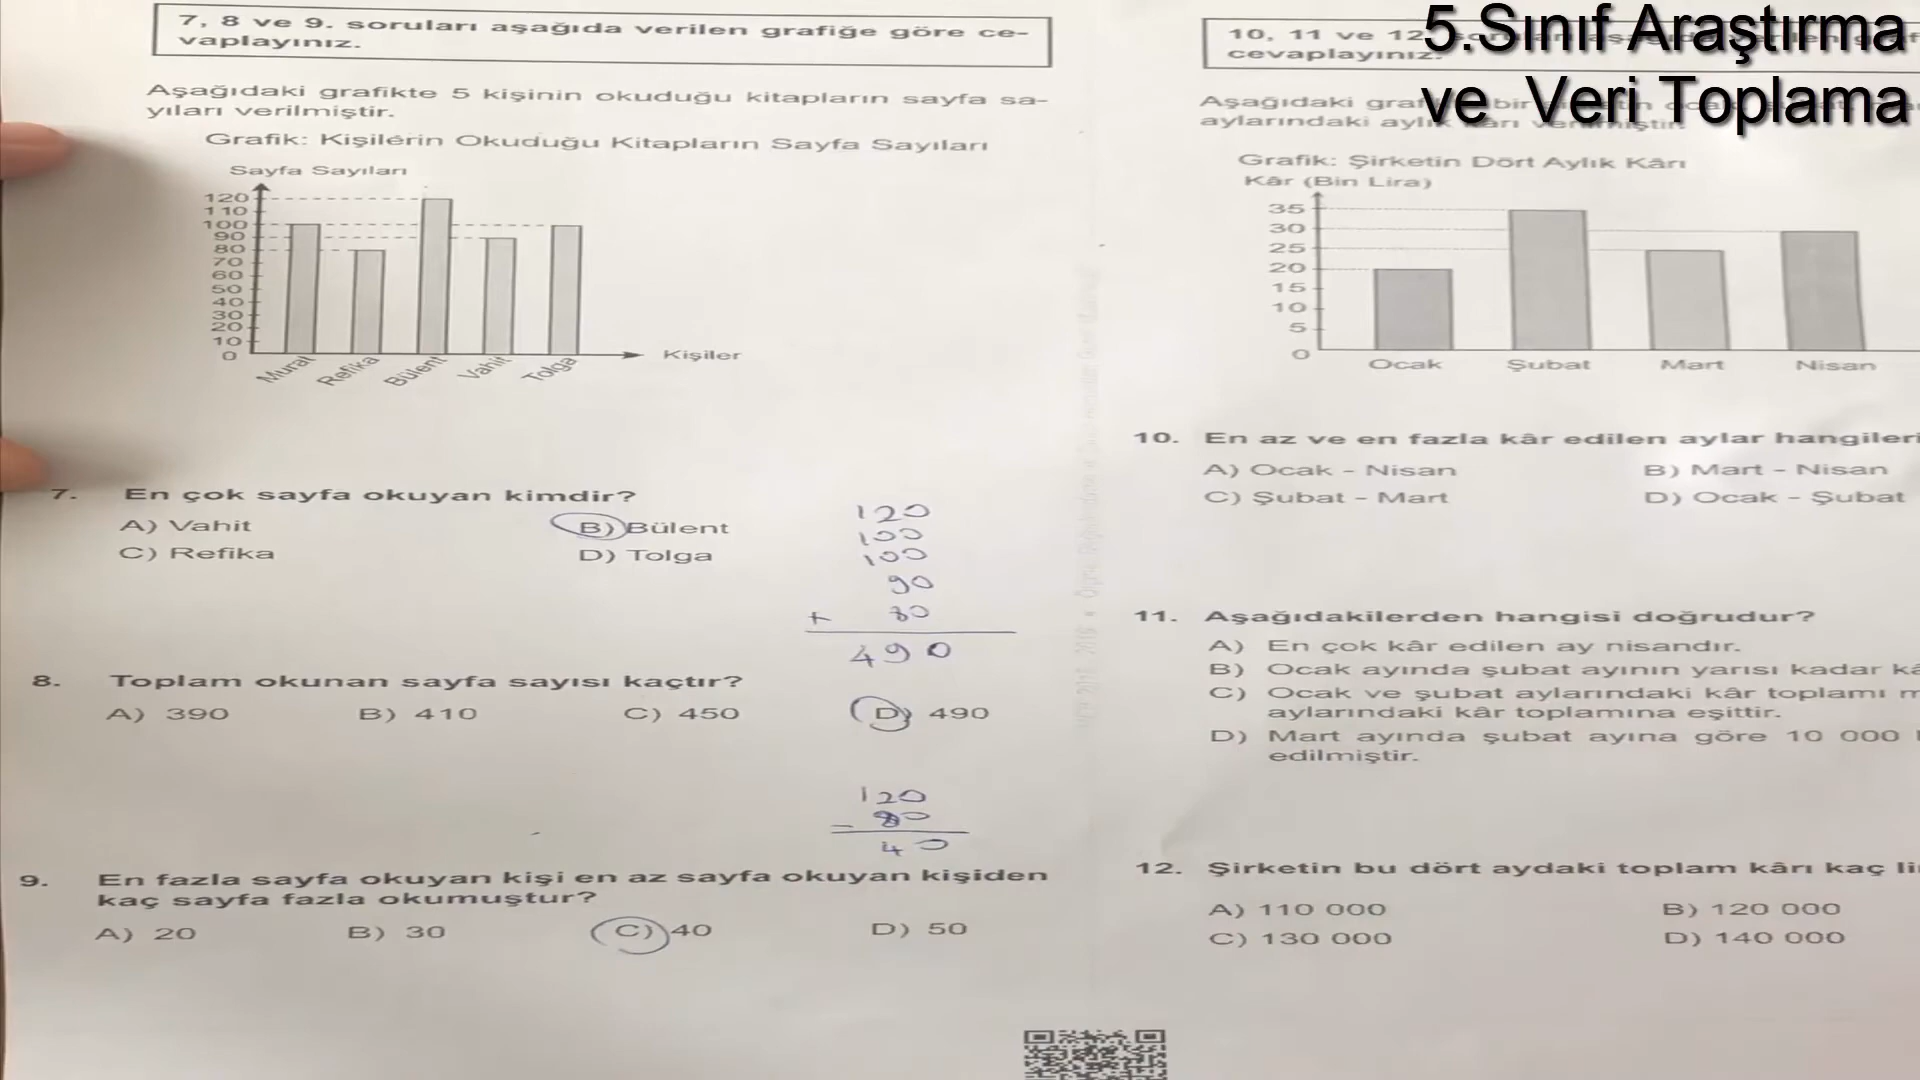 5.Sınıf Araştırma
ve Veri Toplama
7, 8 ve 9. soruları aşağıda verilen grafiğe göre ce-
vaplayınız.
Aşağıdaki grafikte 5 kişinin okuduğu kitapların sayfa sa-
yıları verilmiştir.
Grafik: Kişilerin Okuduğu Kitapların Sayfa Sayıları
Sayfa Sayıları
120
110
100
90
80
70
60
50
40
30
20
10
0
Murat Refika Bülent Vahit Tolga
Kişiler
7. En çok sayfa okuyan kimdir?
A) Vahit B) Bülent
C) Refika D) Tolga
120
100
100
90
+ 80
490
8. Toplam okunan sayfa sayısı kaçtır?
A) 390 B) 410 C) 450 D) 490
120
- 80
40
9. En fazla sayfa okuyan kişi en az sayfa okuyan kişiden
kaç sayfa fazla okumuştur?
A) 20 B) 30 C) 40 D) 50
10, 11 ve 12
cevaplayınız.
Aşağıdaki
aylarındaki aylık
Grafik: Şirketin Dört Aylık Kârı
Kâr (Bin Lira)
35
30
25
20
15
10
5
0
Ocak Şubat Mart Nisan
10. En az ve en fazla kâr edilen aylar
A) Ocak - Nisan B) Mart - Nisan
C) Şubat - Mart D) Ocak - Şubat
11. Aşağıdakilerden hangisi doğrudur?
A) En çok kâr edilen ay nisandır.
B) Ocak ayında şubat ayının yarısı kadar
C) Ocak ve şubat aylarındaki kâr toplamı
aylarındaki kâr toplamına eşittir.
D) Mart ayında şubat ayına göre 10 000
edilmiştir.
12. Şirketin bu dört aydaki toplam kârı kaç
A) 110 000 B) 120 000
C) 130 000 D) 140 000